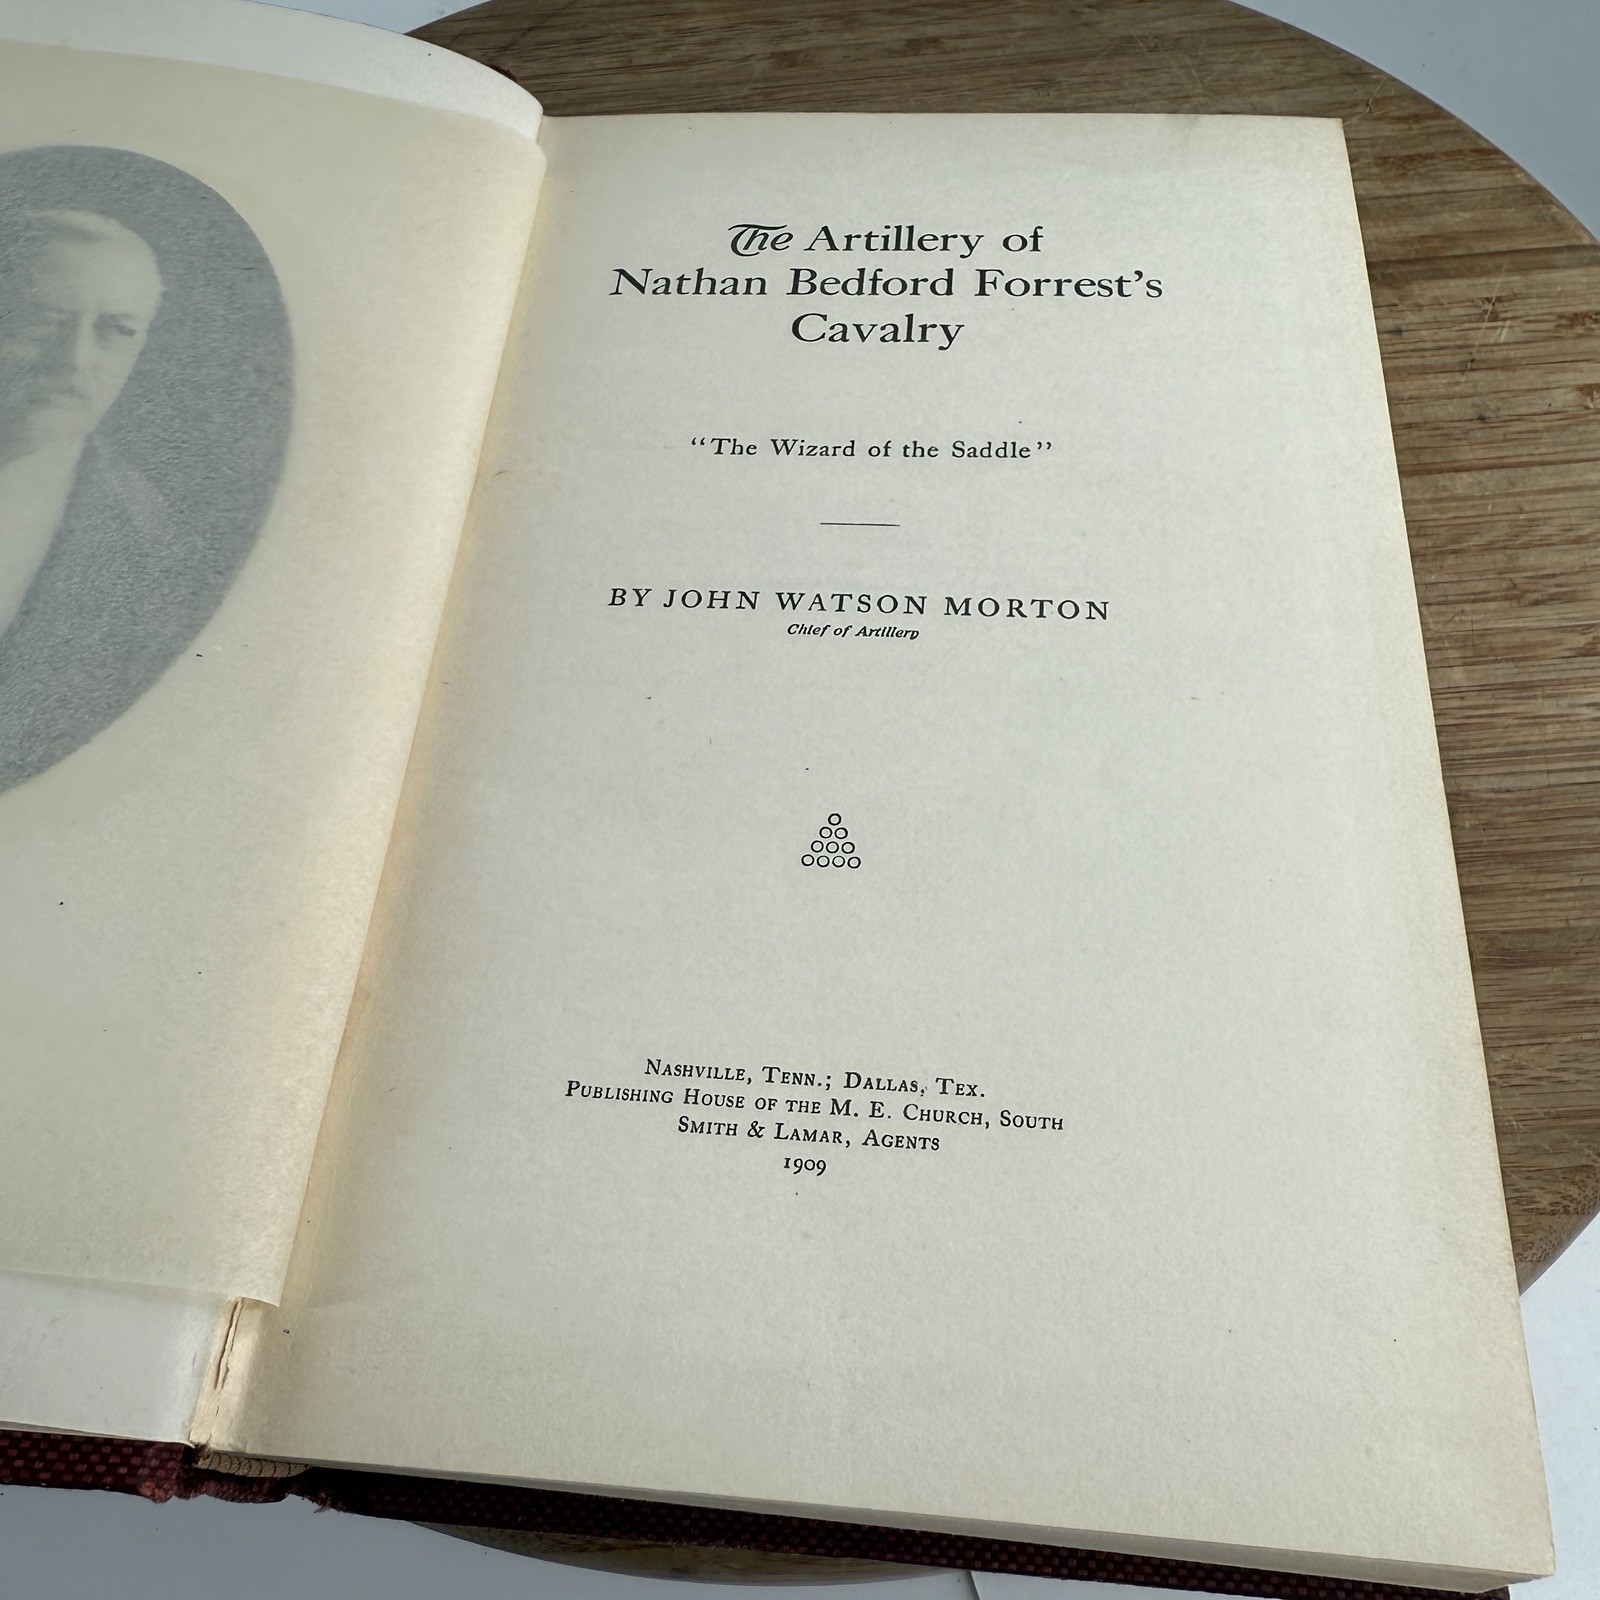 The Artillery of
Nathan Bedford Forrest's
Cavalry
"The Wizard of the Saddle"
BY JOHN WATSON MORTON
Chief of Artillery
NASHVILLE, TENN.; DALLAS, TEX.
PUBLISHING HOUSE OF THE M. E. CHURCH, SOUTH
SMITH & LAMAR, AGENTS
1909